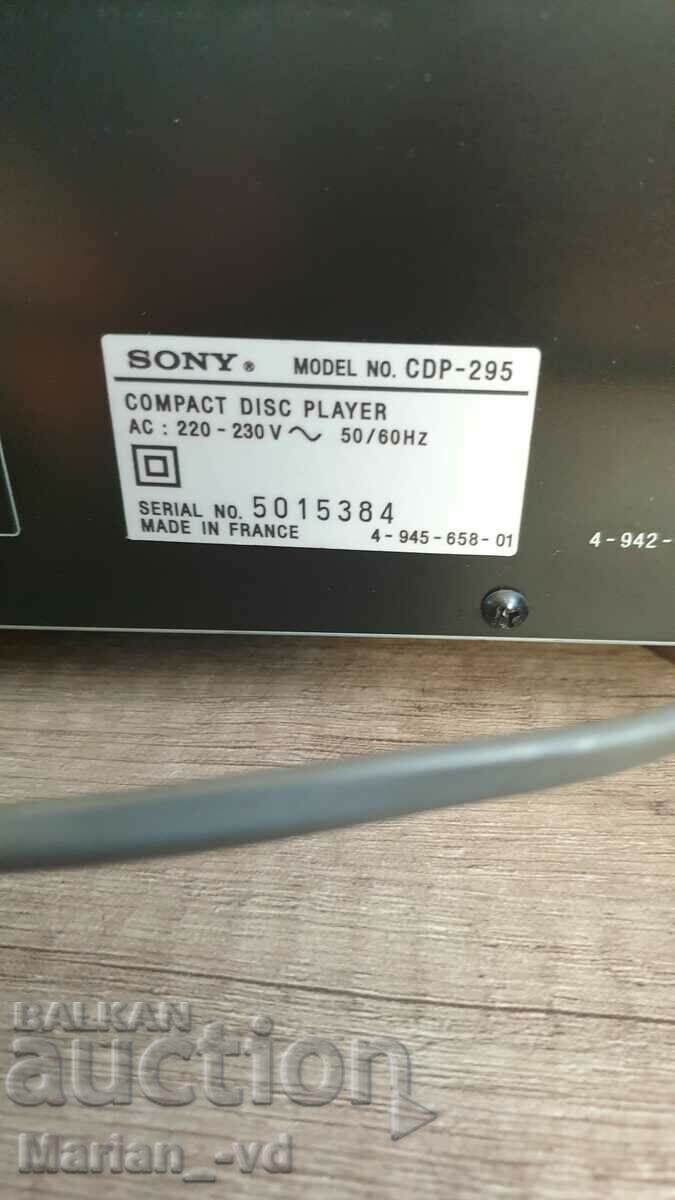 SONY® MODEL NO. CDP-295
COMPACT DISC PLAYER
AC : 220 - 230 V ~ 50/60HZ
SERIAL NO. 5015384
MADE IN FRANCE 4-945-658-01
4-942-
BALKAN
auction
Marian_-vd